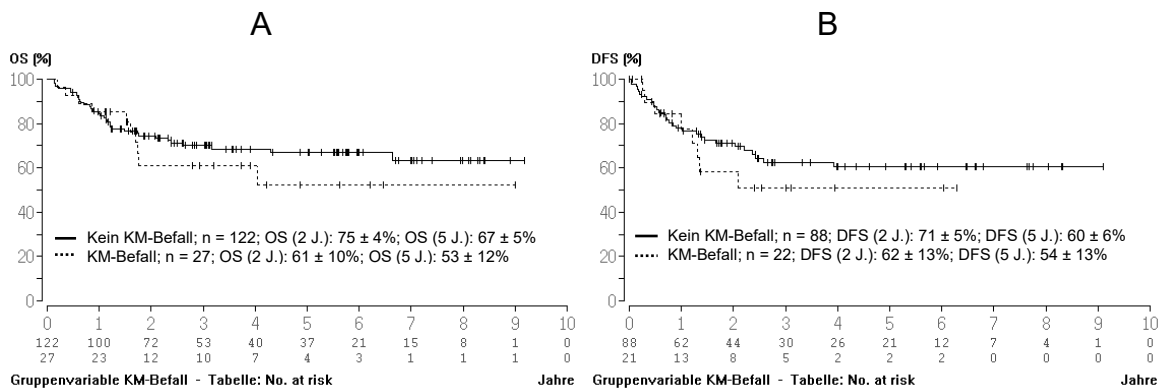 A
OS (%)
100
80
60
40
20
0
Kein KM-Befall; n = 122; OS (2 J.): 75 ± 4%; OS (5 J.): 67 ± 5%
KM-Befall; n = 27; OS (2 J.): 61 ± 10%; OS (5 J.): 53 ± 12%
0 1 2 3 4 5 6 7 8 9 10
122 100 72 53 40 37 21 15 8 1 0
27 23 12 10 7 4 3 1 1 1 0
Gruppenvariable KM-Befall - Tabelle: No. at risk Jahre
B
DFS (%)
100
80
60
40
20
0
Kein KM-Befall; n = 88; DFS (2 J.): 71 ± 5%; DFS (5 J.): 60 ± 6%
KM-Befall; n = 22; DFS (2 J.): 62 ± 13%; DFS (5 J.): 54 ± 13%
0 1 2 3 4 5 6 7 8 9 10
88 62 44 30 26 21 12 7 4 1 0
21 13 8 5 2 2 2 0 0 0 0
Gruppenvariable KM-Befall - Tabelle: No. at risk Jahre